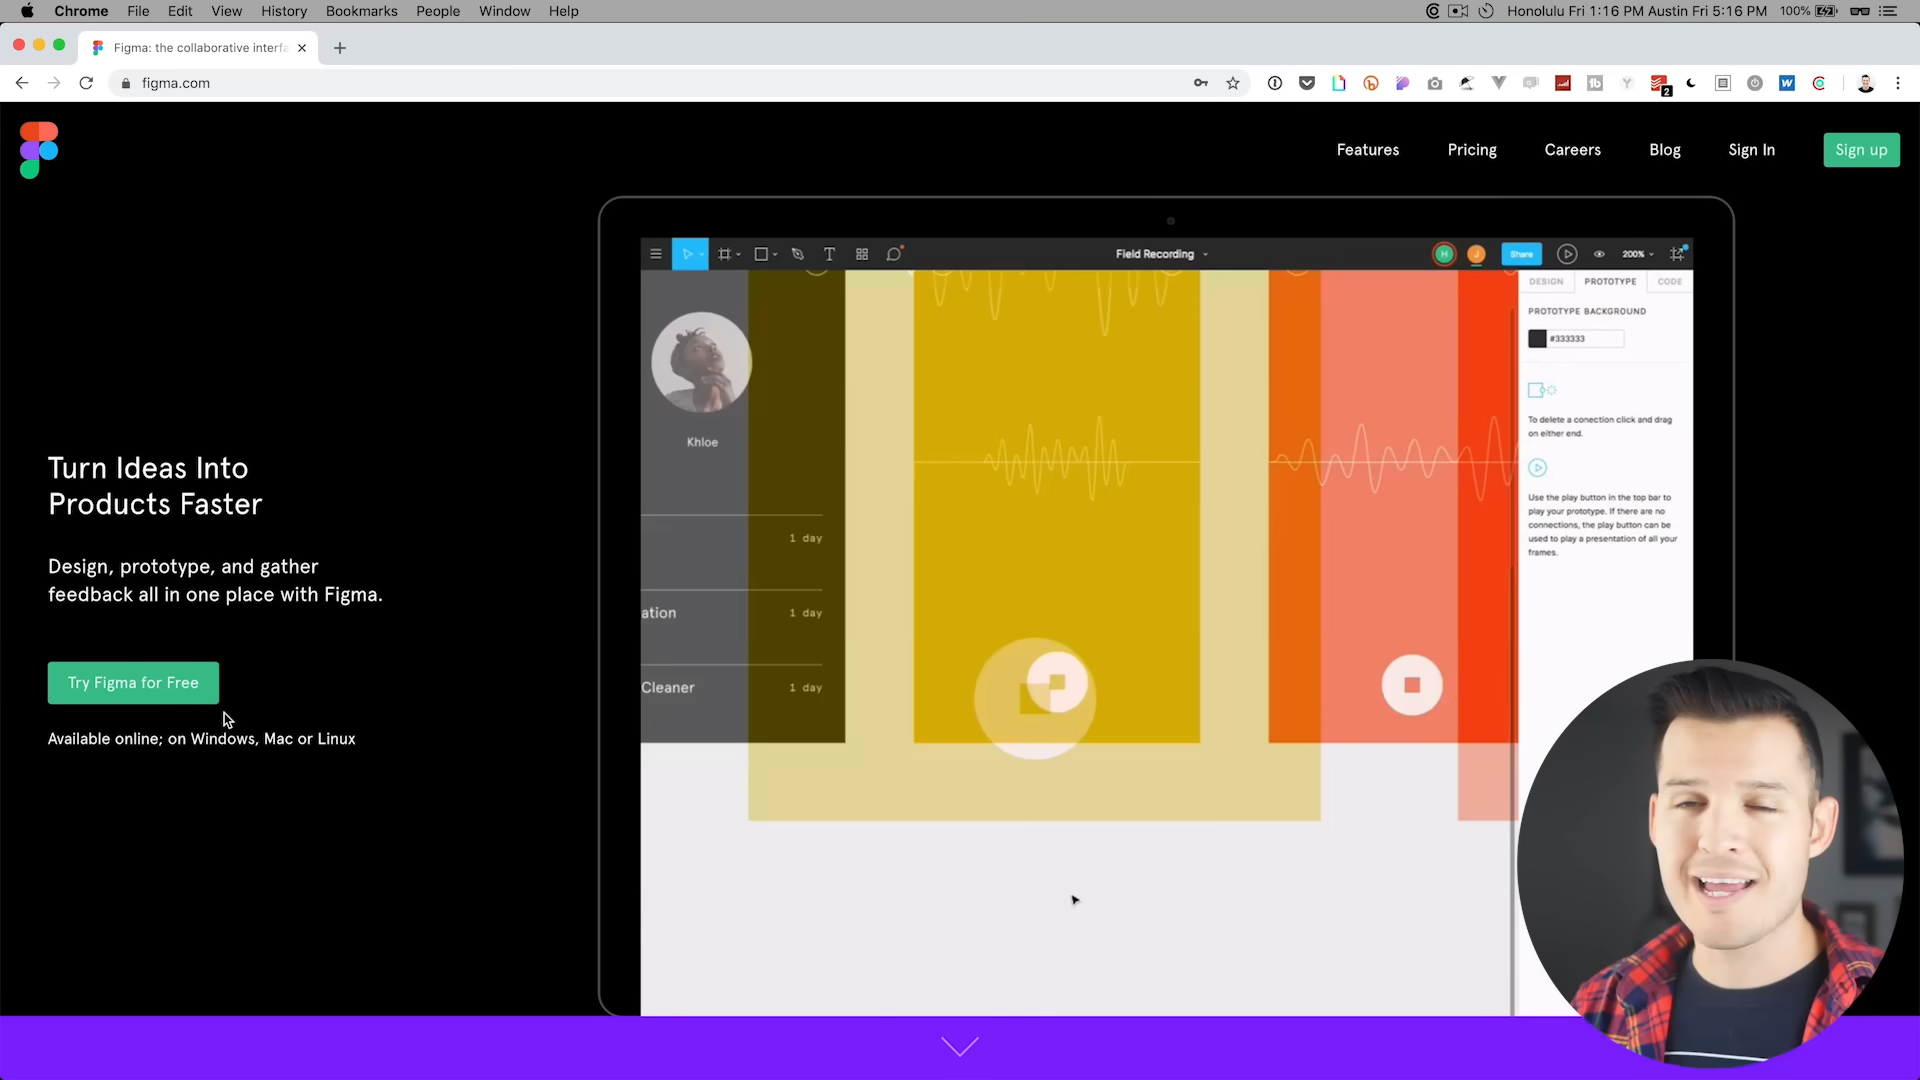 Chrome File Edit View History Bookmarks People Window Help
Honolulu Fri 1:16 PM Austin Fri 5:16 PM 100%
Figma: the collaborative interfa
figma.com
2
W
Features Pricing Careers Blog Sign In Sign up
Field Recording
H J Share 200%
DESIGN PROTOTYPE CODE
PROTOTYPE BACKGROUND
#333333
To delete a conection click and drag
on either end.
Use the play button in the top bar to
play your prototype. If there are no
connections, the play button can be
used to play a presentation of all your
frames.
Khloe
1 day
ation 1 day
Cleaner 1 day
Turn Ideas Into
Products Faster
Design, prototype, and gather
feedback all in one place with Figma.
Try Figma for Free
Available online; on Windows, Mac or Linux